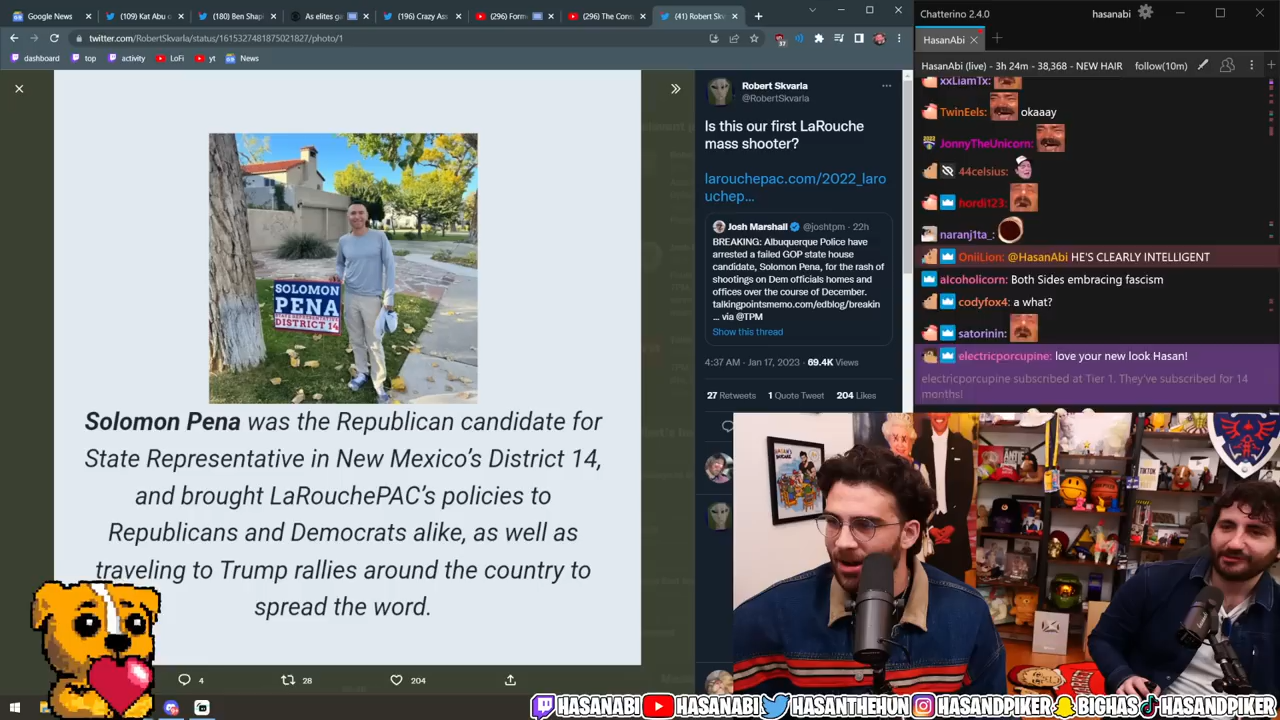 Google News
(109) Kat Abu o
(180) Ben Shap
As elites ga
(196) Crazy Ass
(296) Form
(296) The Con
(41) Robert Skv
twitter.com/RobertSkvarla/status/1615327481875021827/photo/1
dashboard
top
activity
LoFi
yt
News
SOLOMON
PENA
DISTRICT 14
Solomon Pena was the Republican candidate for
State Representative in New Mexico's District 14,
and brought LaRouchePAC's policies to
Republicans and Democrats alike, as well as
traveling to Trump rallies around the country to
spread the word.
4
28
204
Robert Skvarla
@RobertSkvarla
Is this our first LaRouche
mass shooter?
larouchepac.com/2022_larou
chep…
Josh Marshall @joshtpm · 22h
BREAKING: Albuquerque Police have
arrested a failed GOP state house
candidate, Solomon Pena, for the rash of
shootings on Dem officials homes and
offices over the course of December.
talkingpointsmemo.com/edblog/breakin
… via @TPM
Show this thread
4:37 AM · Jan 17, 2023 · 69.4K Views
27 Retweets 1 Quote Tweet 204 Likes
Chatterino 2.4.0
hasanabi
HasanAbi
HasanAbi (live) - 3h 24m - 38,368 - NEW HAIR
follow(10m)
xxLiamTx:
TwinEels: okaaay
JonnyTheUnicorn:
44celsius:
hordi123:
naranj1ta_:
OniiLion: @HasanAbi HE'S CLEARLY INTELLIGENT
alcoholicorn: Both Sides embracing fascism
codyfox4: a what?
satorinin:
electricporcupine: love your new look Hasan!
electricporcupine subscribed at Tier 1. They've subscribed for 14
months!
TIKTOK
HASANABI
HASANABI
HASANTHEHUN
HASANDPIKER
BIGHAS
HASANDPIKER